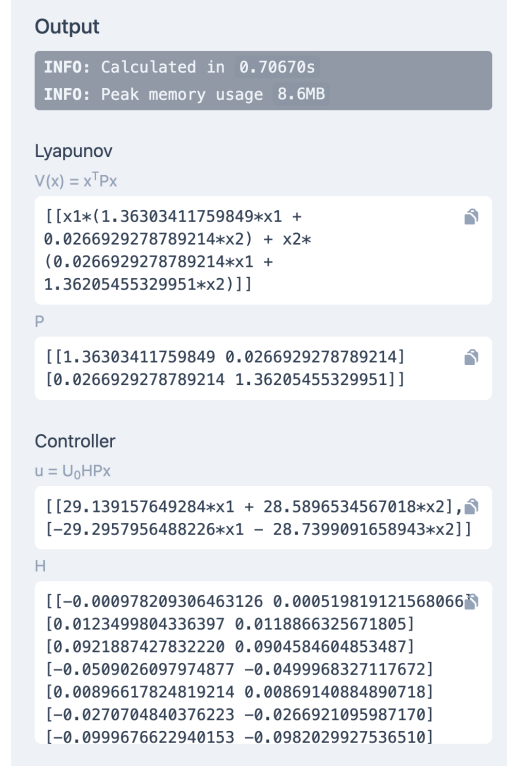 Output
INFO: Calculated in 0.70670s
INFO: Peak memory usage 8.6MB
Lyapunov
V(x) = xᵀPx
[[x1*(1.36303411759849*x1 +
0.0266929278789214*x2) + x2*
(0.0266929278789214*x1 +
1.36205455329951*x2)]]
P
[[1.36303411759849 0.0266929278789214]
[0.0266929278789214 1.36205455329951]]
Controller
u = U₀HPx
[[29.139157649284*x1 + 28.5896534567018*x2],
[-29.2957956488226*x1 - 28.7399091658943*x2]]
H
[[-0.000978209306463126 0.000519819121568066]
[0.0123499804336397 0.0118866325671805]
[0.0921887427832220 0.0904584604853487]
[-0.0509026097974877 -0.0499968327117672]
[0.00896617824819214 0.00869140884890718]
[-0.0270704840376223 -0.0266921095987170]
[-0.0999676622940153 -0.0982029927536510]